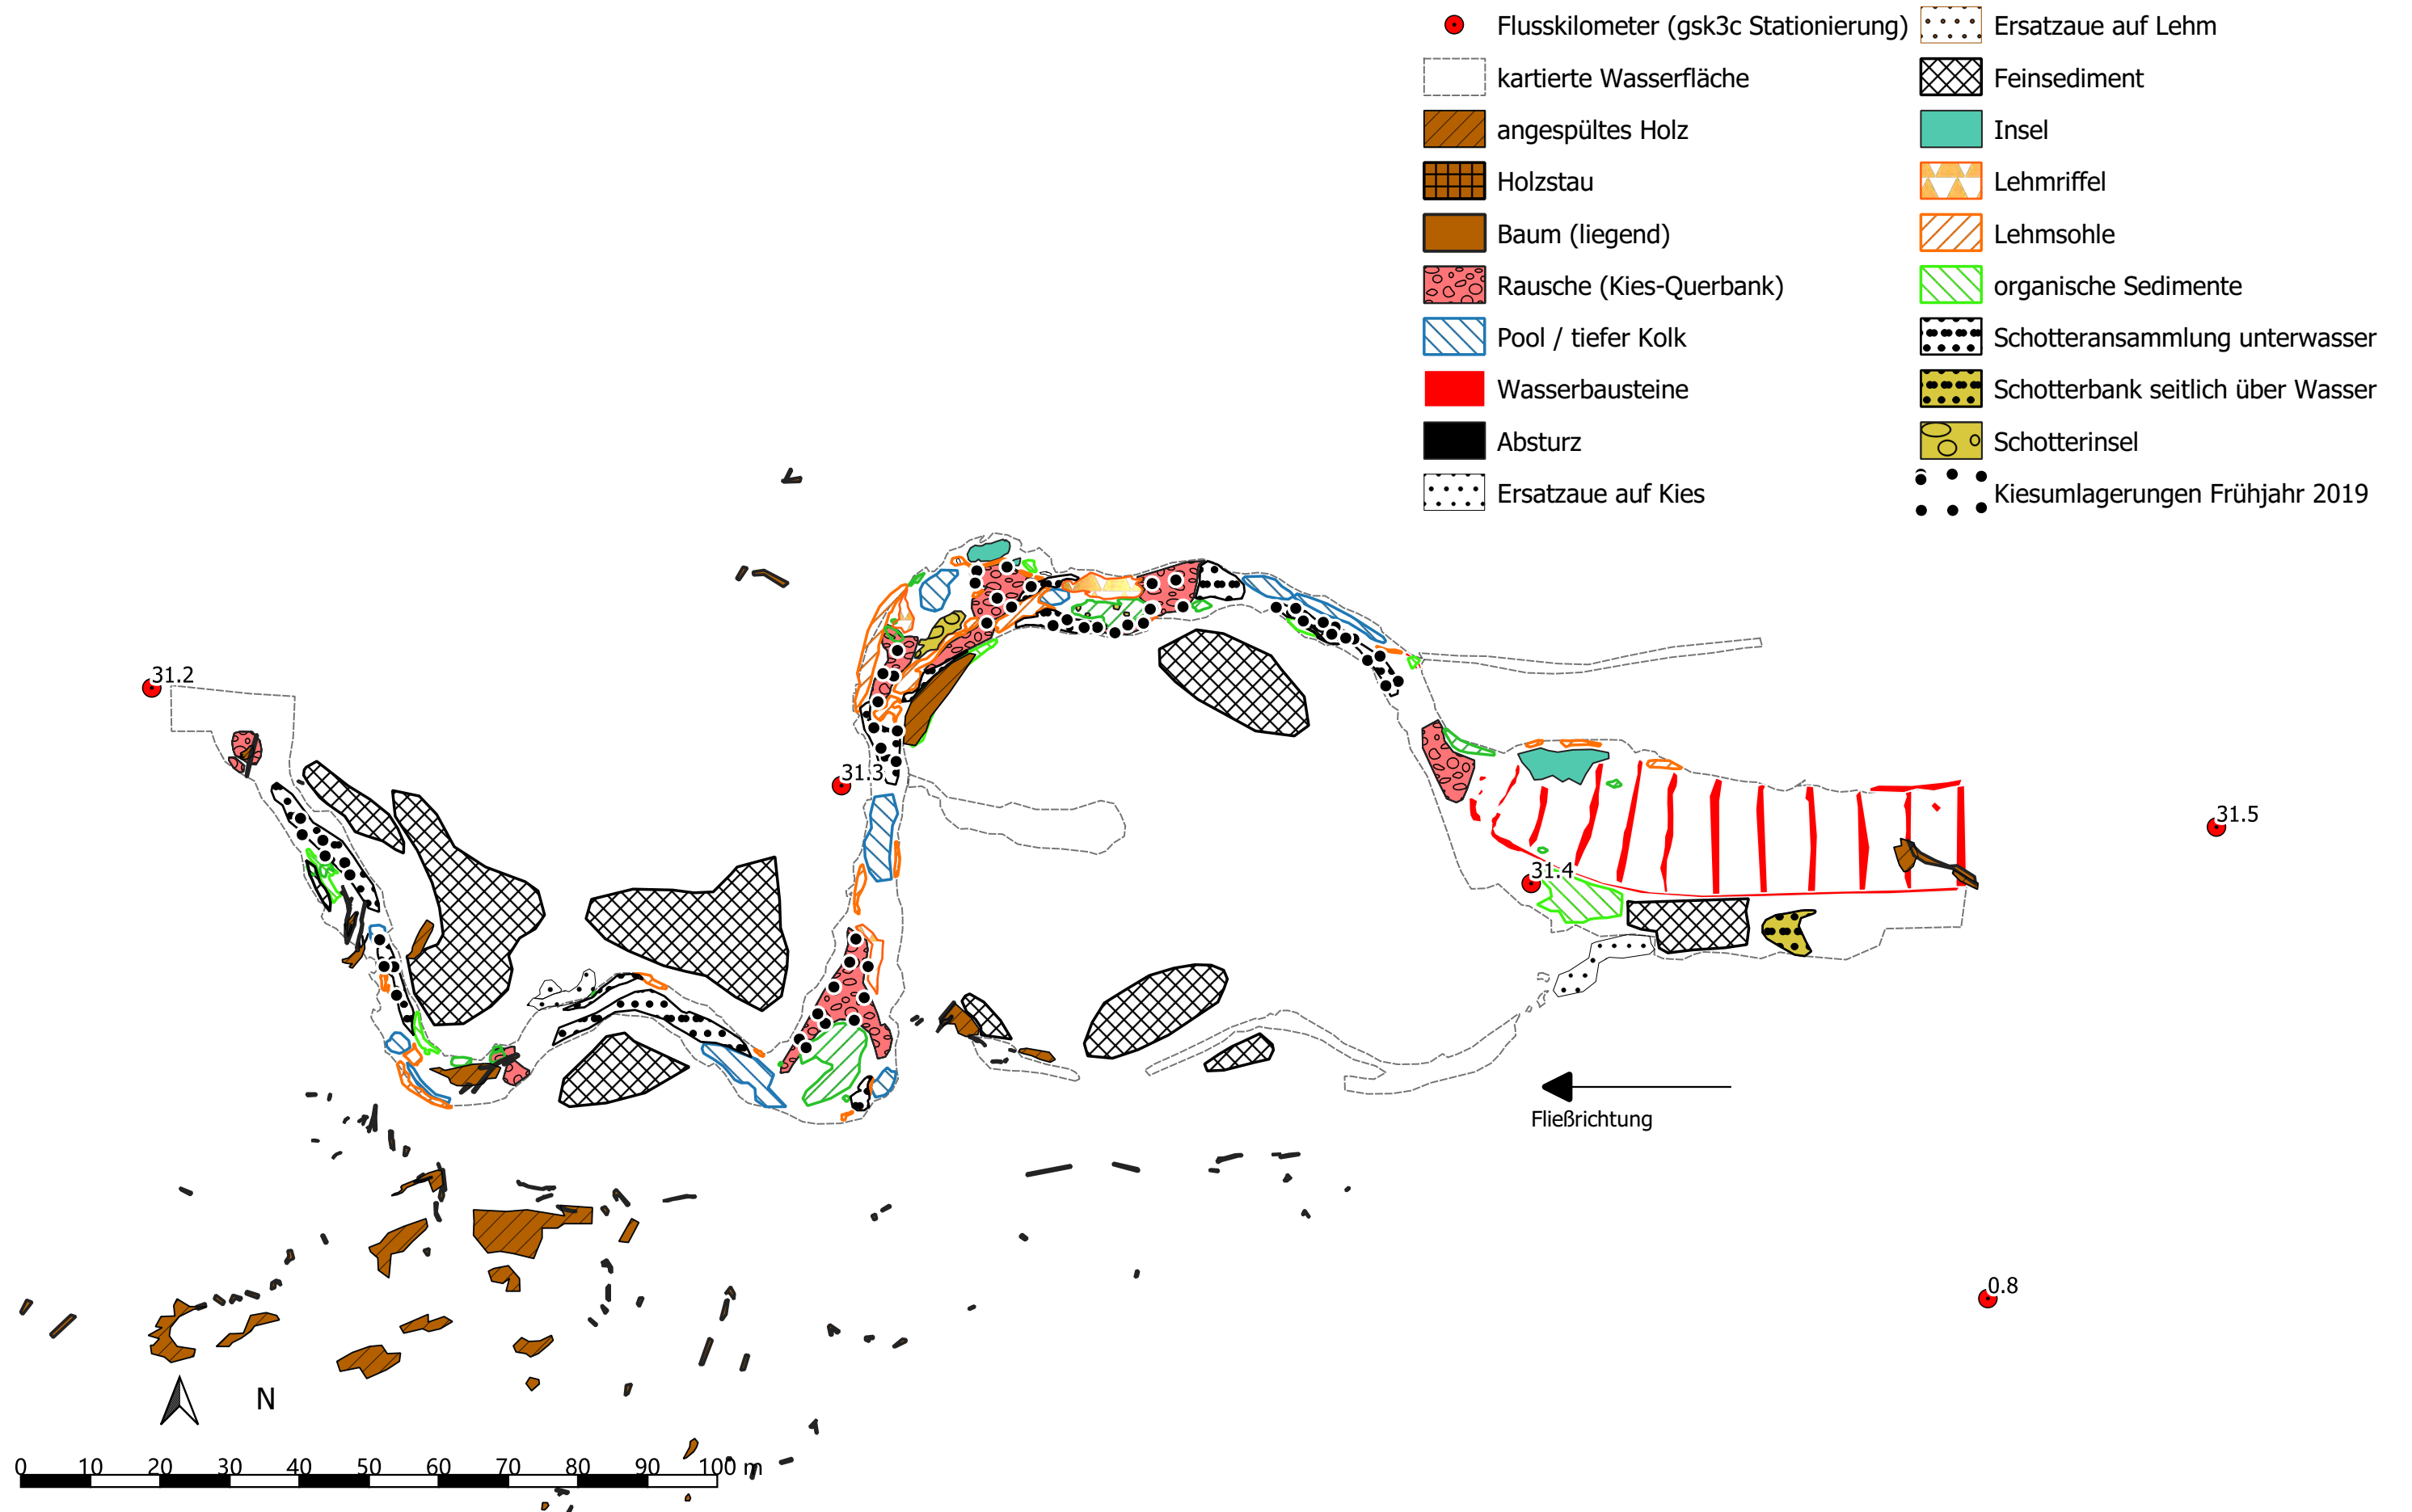 Flusskilometer (gsk3c Stationierung)
kartierte Wasserfläche
angespültes Holz
Holzstau
Baum (liegend)
Rausche (Kies-Querbank)
Pool / tiefer Kolk
Wasserbausteine
Absturz
Ersatzaue auf Kies
Ersatzaue auf Lehm
Feinsediment
Insel
Lehmriffel
Lehmsohle
organische Sedimente
Schotteransammlung unterwasser
Schotterbank seitlich über Wasser
Schotterinsel
Kiesumlagerungen Frühjahr 2019
31.2
31.3
31.5
31.4
Fließrichtung
0.8
N
0 10 20 30 40 50 60 70 80 90 100 m